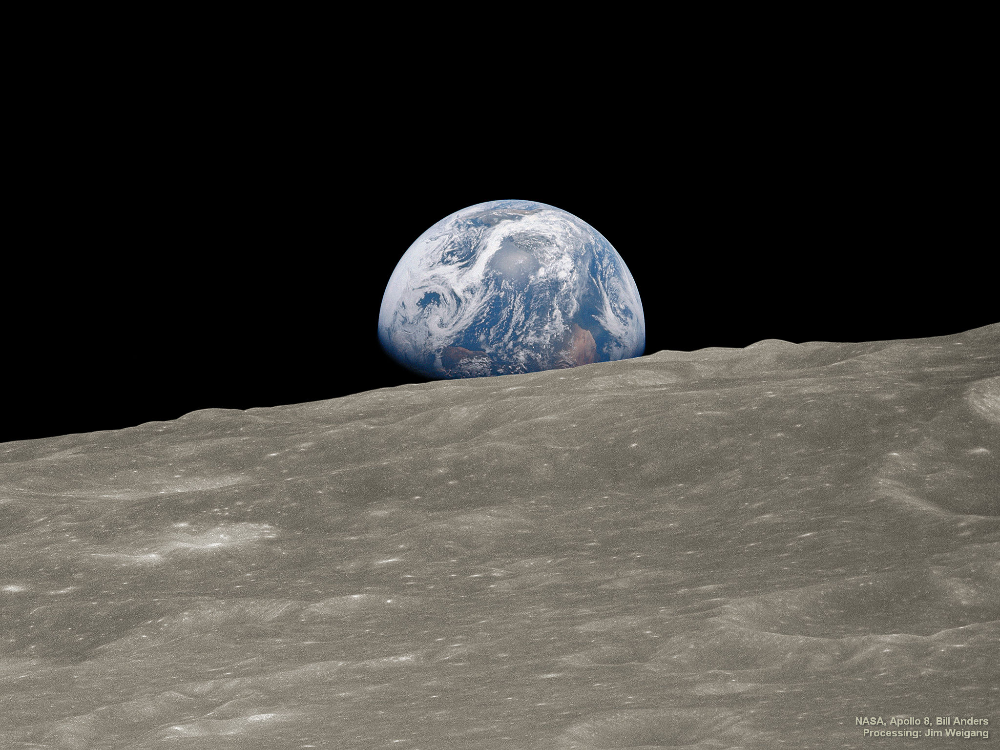 NASA, Apollo 8, Bill Anders
Processing: Jim Weigang